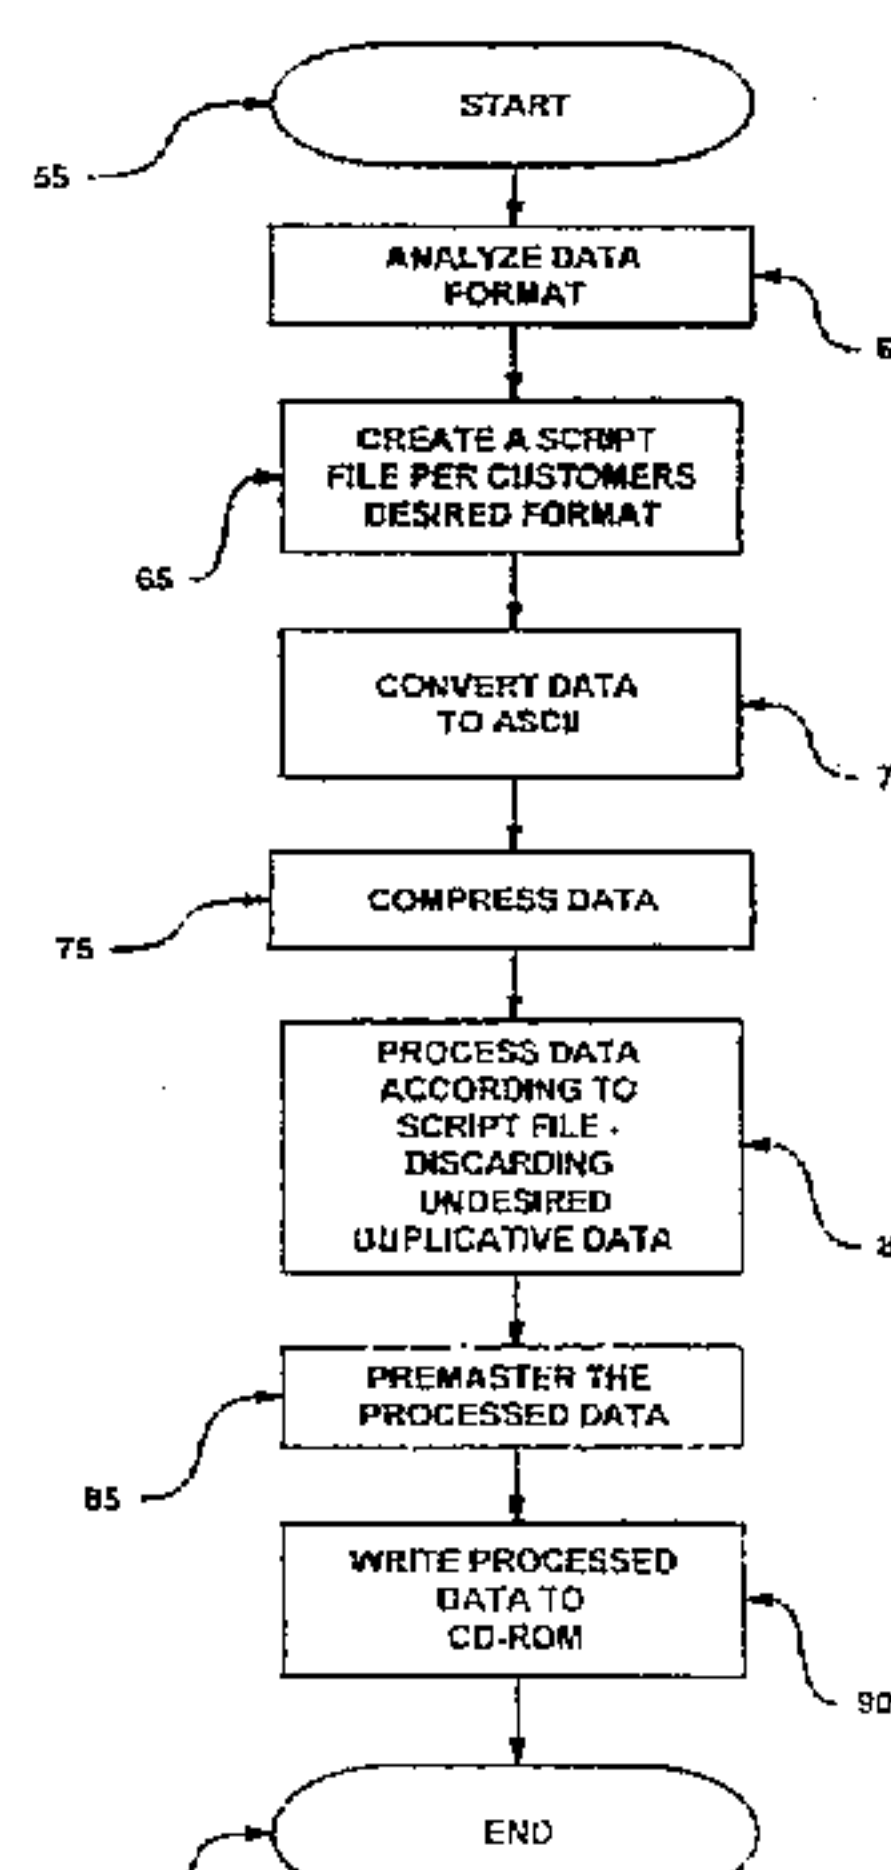 START
55
ANALYZE DATA
FORMAT
CREATE A SCRIPT
FILE PER CUSTOMERS
DESIRED FORMAT
65
CONVERT DATA
TO ASCII
COMPRESS DATA
75
PROCESS DATA
ACCORDING TO
SCRIPT FILE -
DISCARDING
UNDESIRED
DUPLICATIVE DATA
PREMASTER THE
PROCESSED DATA
85
WRITE PROCESSED
DATA TO
CD-ROM
90
END